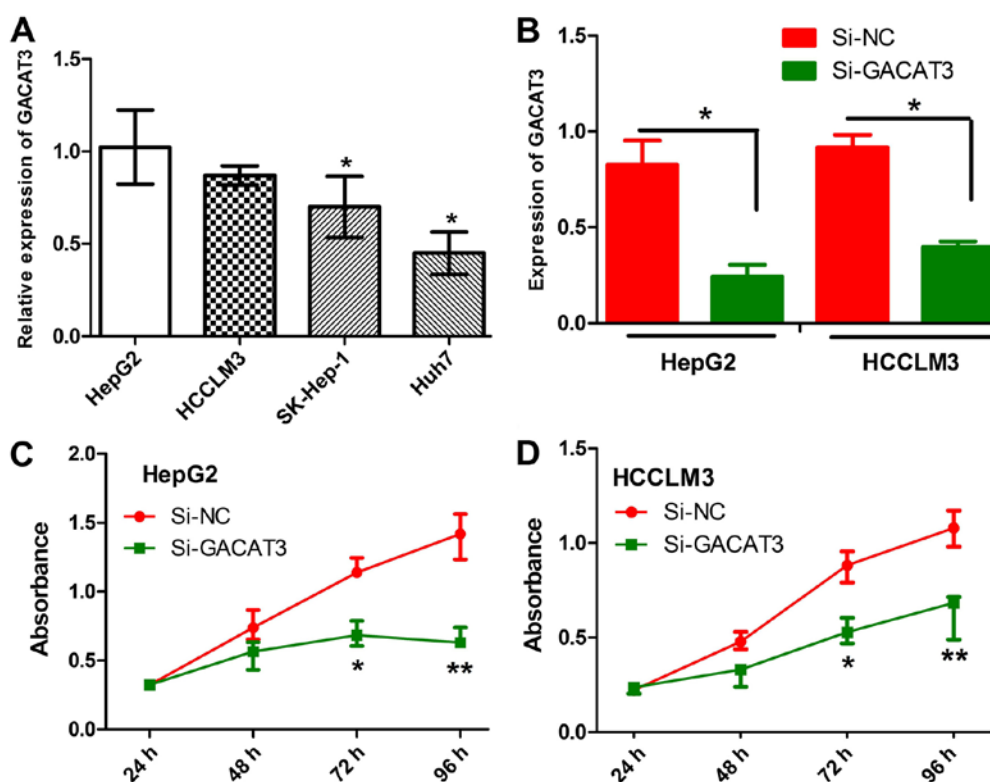 A
Relative expression of GACAT3
1.5
1.0
0.5
0.0
*
*
HepG2
HCCLM3
SK-Hep-1
Huh7
B
Expression of GACAT3
1.5
1.0
0.5
0.0
Si-NC
Si-GACAT3
*
*
HepG2
HCCLM3
C
HepG2
Absorbance
2.0
1.5
1.0
0.5
0.0
Si-NC
Si-GACAT3
*
**
24 h
48 h
72 h
96 h
D
HCCLM3
Absorbance
1.5
1.0
0.5
0.0
Si-NC
Si-GACAT3
*
**
24 h
48 h
72 h
96 h